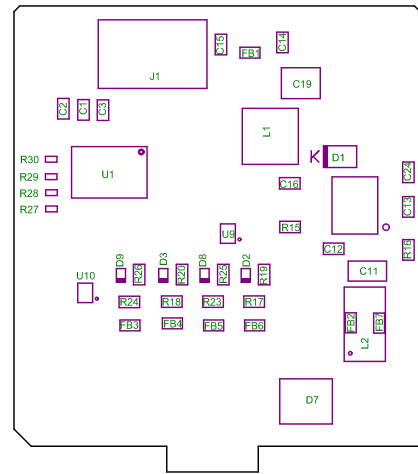 C15
C14
FB1
J1
C19
C2
C1
C3
L1
K
D1
R30
R29
R28
R27
U1
C16
C24
C13
R15
U9
C12
R16
D9
R26
D3
R20
D8
R25
D2
R19
C11
U10
R24
R18
R23
R17
FB3
FB4
FB5
FB6
FB2
FB7
L2
D7